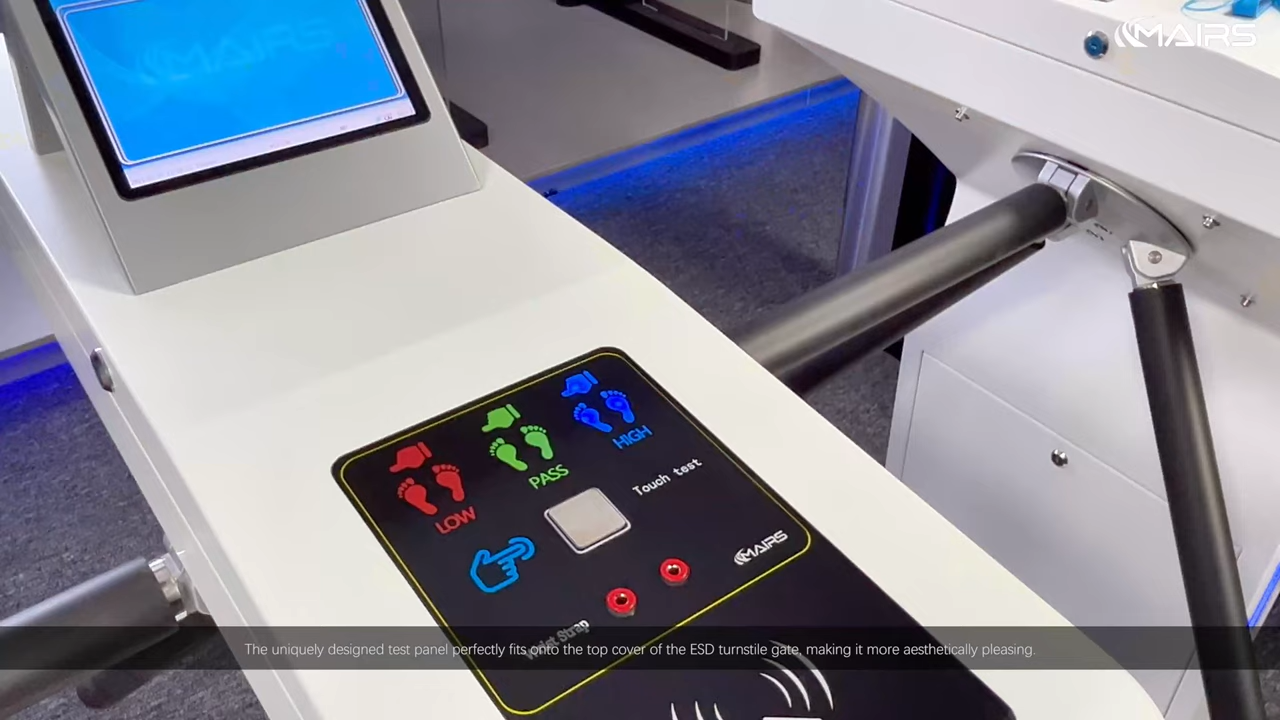 MAIRS
MAIRS
LOW
PASS
HIGH
Touch test
MAIRS
Wrist Strap
The uniquely designed test panel perfectly fits onto the top cover of the ESD turnstile gate, making it more aesthetically pleasing.